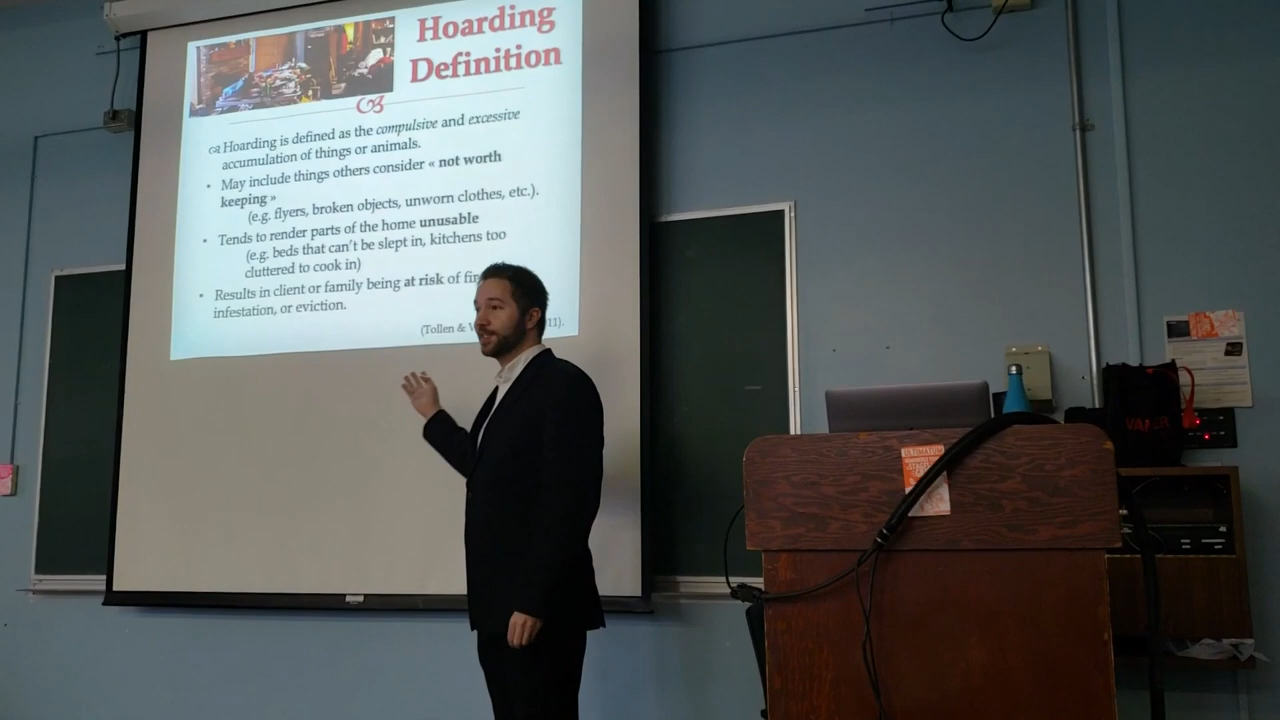 Hoarding
Definition
Hoarding is defined as the compulsive and excessive
accumulation of things or animals.
• May include things others consider « not worth
keeping »
(e.g. flyers, broken objects, unworn clothes, etc.).
• Tends to render parts of the home unusable
(e.g. beds that can't be slept in, kitchens too
cluttered to cook in)
• Results in client or family being at risk of
infestation, or eviction.
(Tollen & 11).
ULTIMATUM